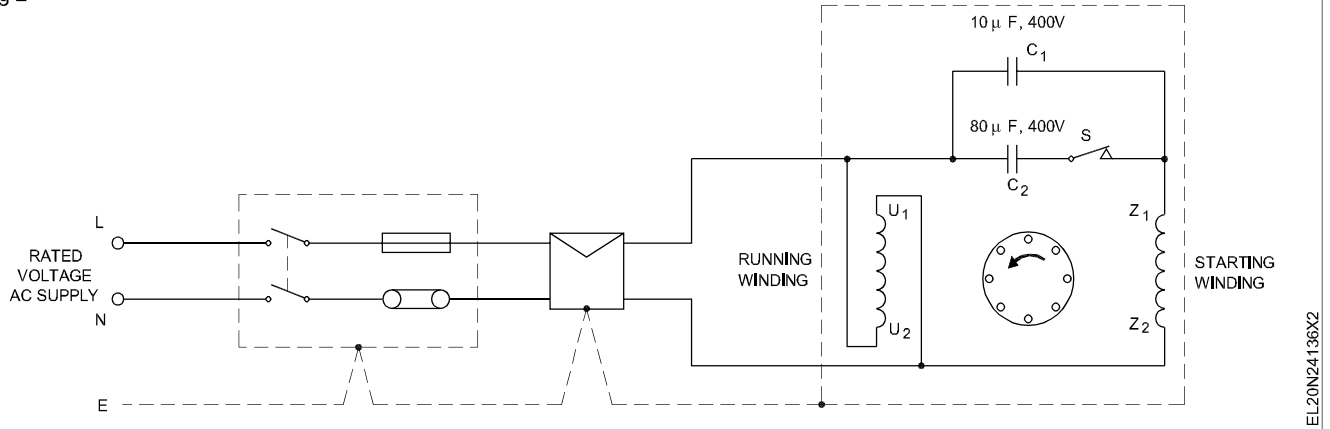 10 µ F, 400V
C1
80 µ F, 400V
S
C2
L
RATED
VOLTAGE
AC SUPPLY
N
E
RUNNING
WINDING
U1
U2
Z1
Z2
STARTING
WINDING
EL20N24136X2